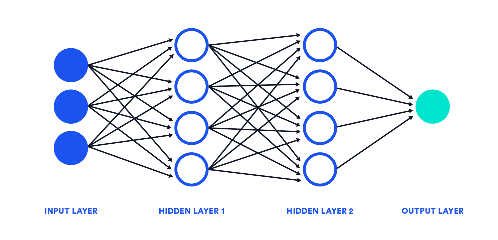 INPUT LAYER
HIDDEN LAYER 1
HIDDEN LAYER 2
OUTPUT LAYER